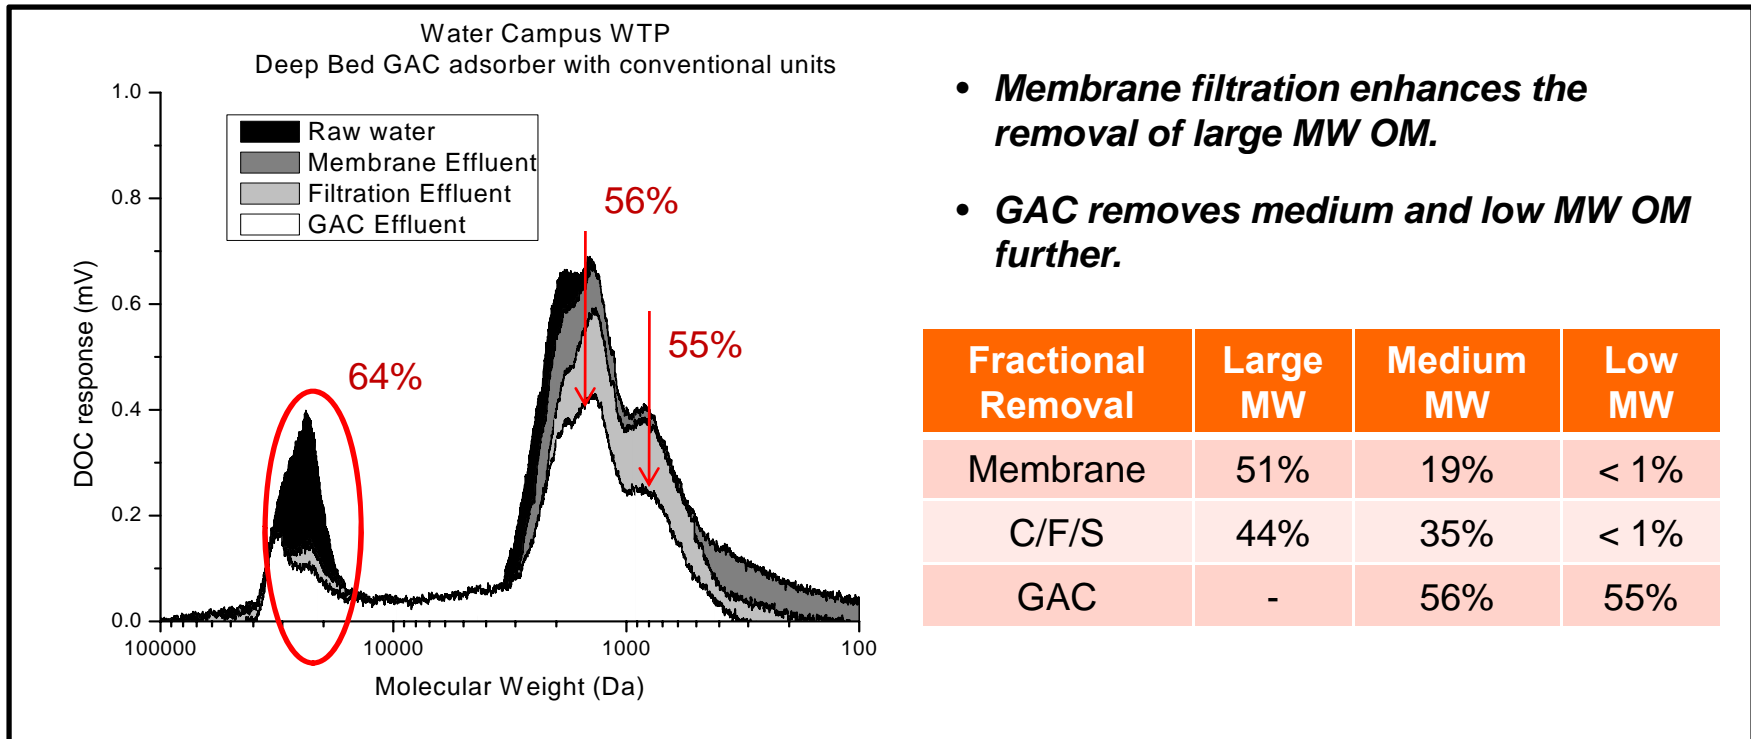 Water Campus WTP
Deep Bed GAC adsorber with conventional units
1.0
0.8
0.6
0.4
0.2
0.0
DOC response (mV)
Raw water
Membrane Effluent
Filtration Effluent
GAC Effluent
56%
55%
64%
100000
10000
1000
100
Molecular Weight (Da)
• Membrane filtration enhances the
removal of large MW OM.
• GAC removes medium and low MW OM
further.
Fractional Removal Large MW Medium MW Low MW
Membrane 51% 19% < 1%
C/F/S 44% 35% < 1%
GAC - 56% 55%